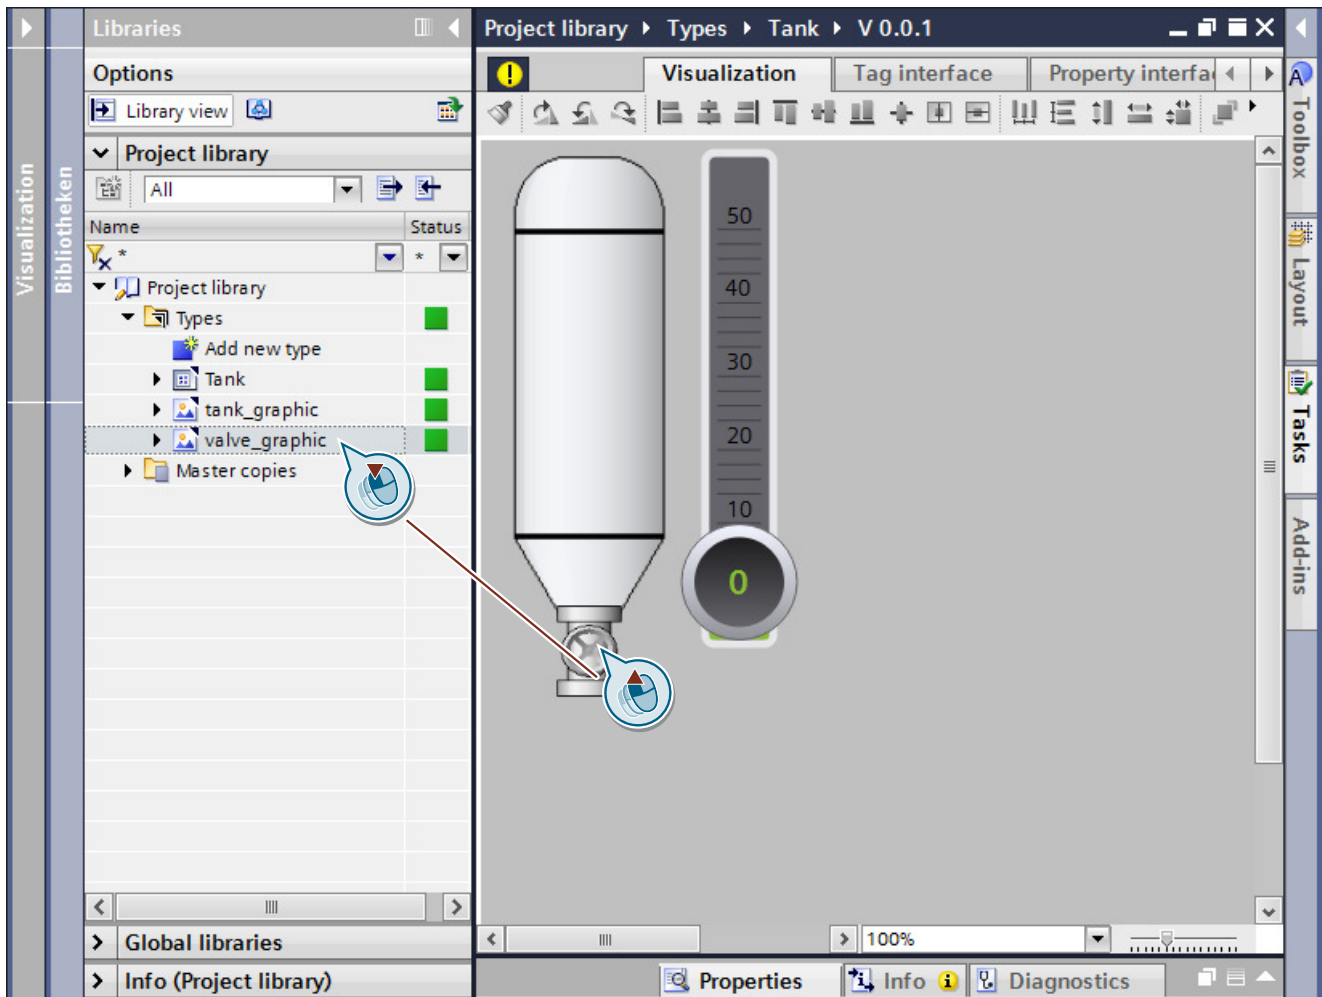 Visualization
Bibliotheken
Libraries
Options
Library view
Project library
All
Name
Status
*
*
Project library
Types
Add new type
Tank
tank_graphic
valve_graphic
Master copies
Global libraries
Info (Project library)
Project library Types Tank V 0.0.1
Visualization
Tag interface
Property interfa
50
40
30
20
10
0
100%
Properties
Info
Diagnostics
Toolbox
Layout
Tasks
Add-ins